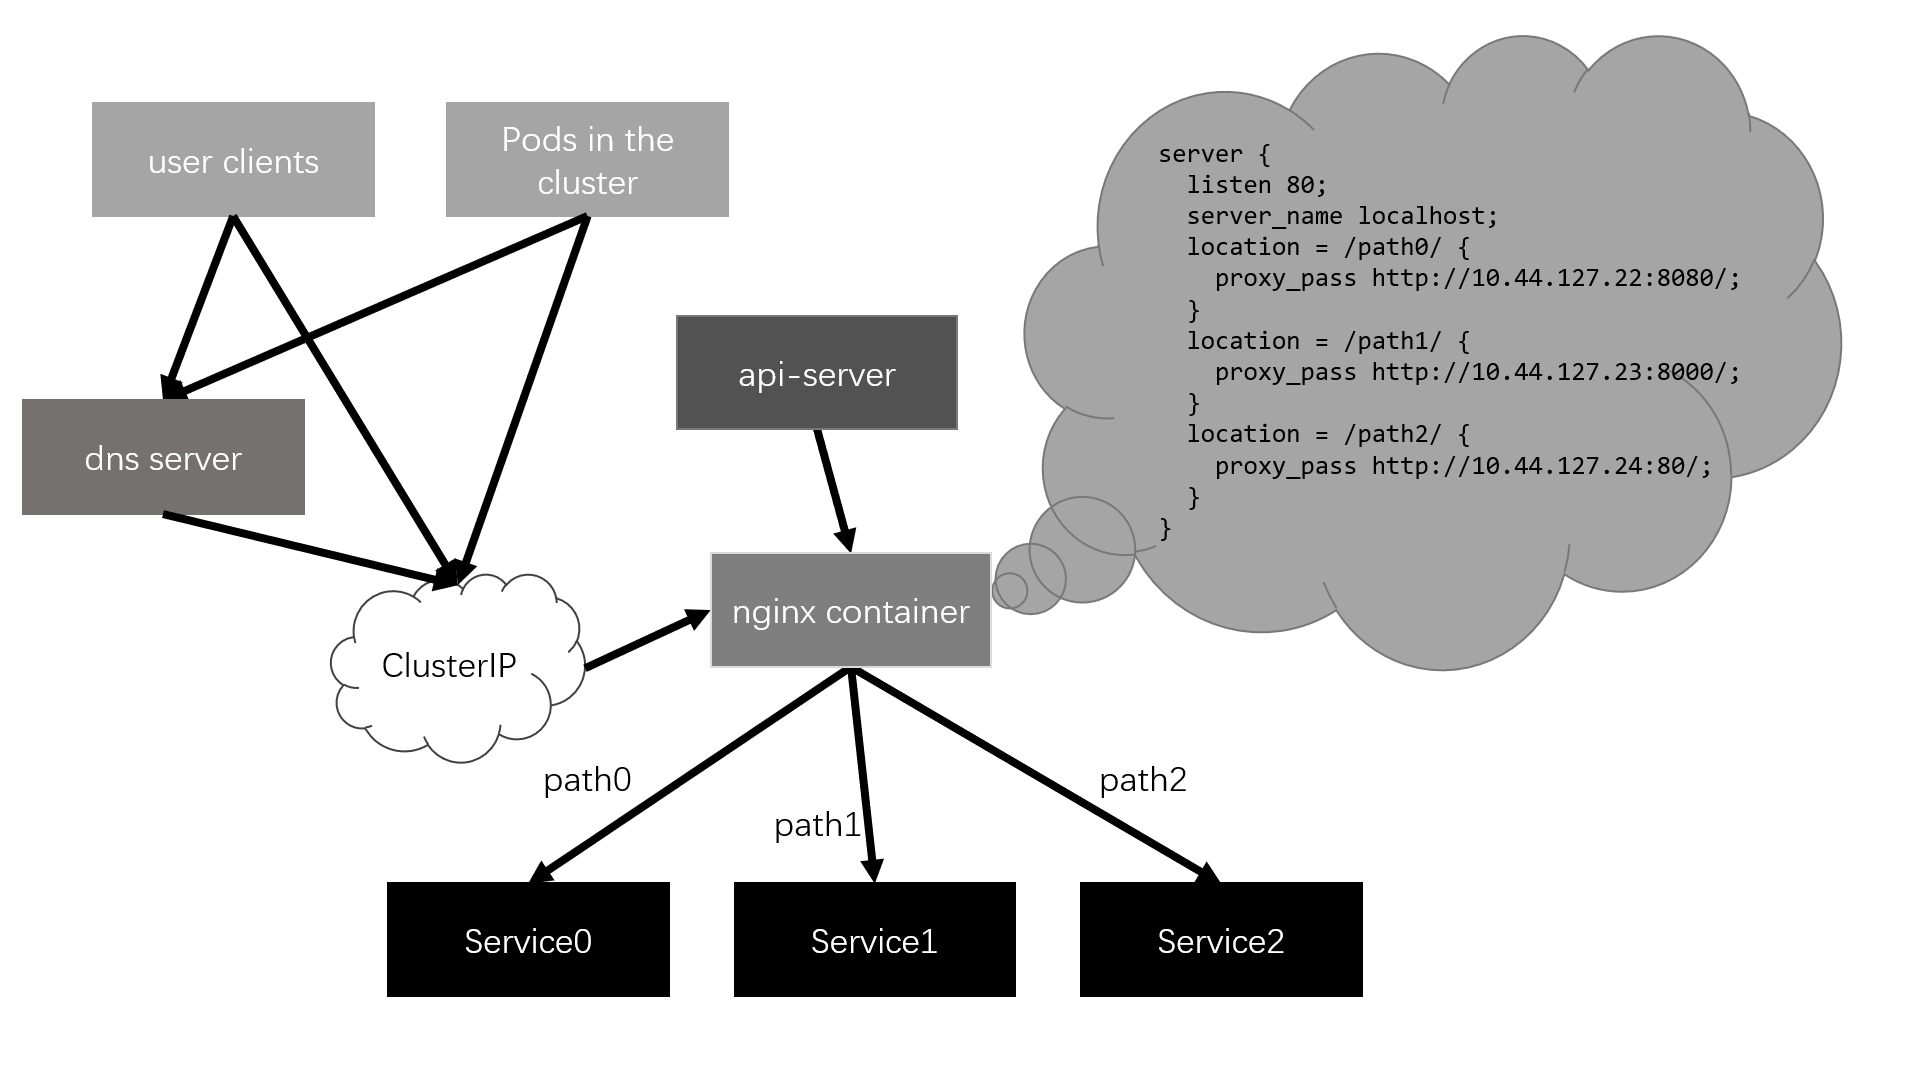 user clients
Pods in the
cluster
server {
listen 80;
server_name localhost;
location = /path0/ {
proxy_pass http://10.44.127.22:8080/;
}
location = /path1/ {
proxy_pass http://10.44.127.23:8000/;
}
location = /path2/ {
proxy_pass http://10.44.127.24:80/;
}
}
api-server
dns server
nginx container
ClusterIP
path0
path1
path2
Service0
Service1
Service2